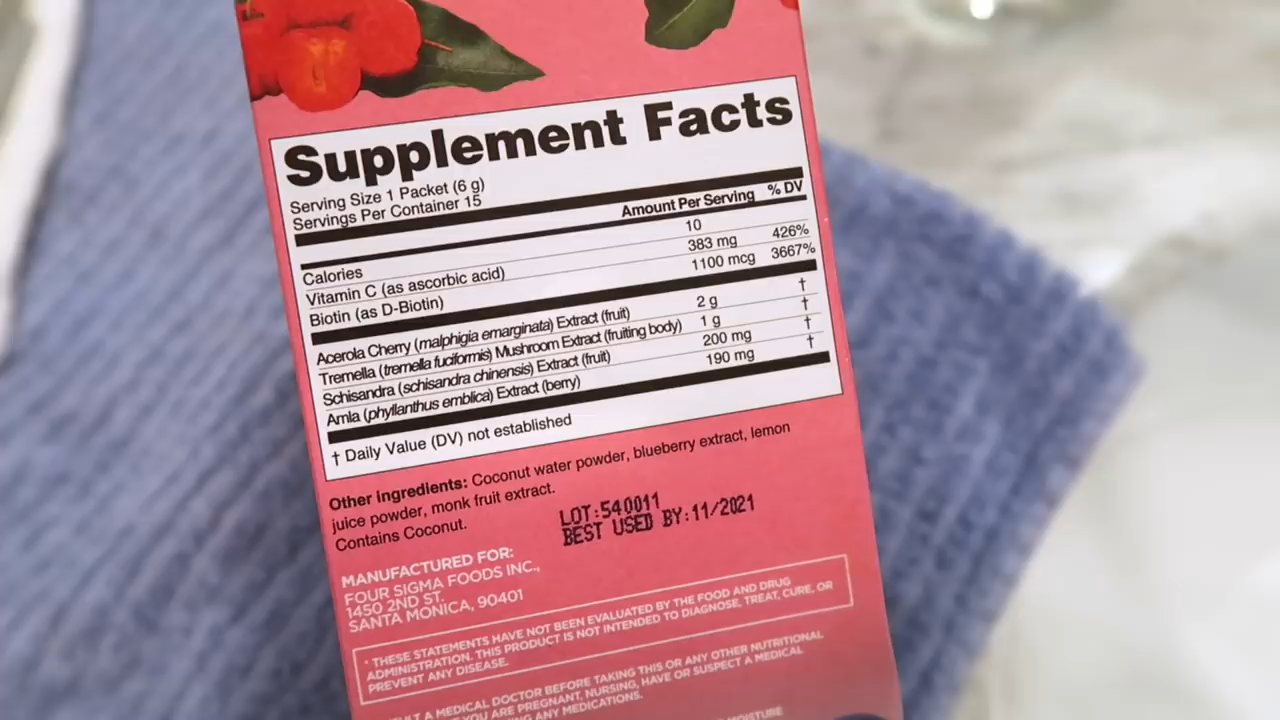 Supplement Facts
Serving Size 1 Packet (6 g)
Servings Per Container 15
Amount Per Serving % DV
Calories 10
Vitamin C (as ascorbic acid) 383 mg 426%
Biotin (as D-Biotin) 1100 mcg 3667%
Acerola Cherry (malphigia emarginata) Extract (fruit) 2 g †
Tremella (tremella fuciformis) Mushroom Extract (fruiting body) 1 g †
Schisandra (schisandra chinensis) Extract (fruit) 200 mg †
Amla (phyllanthus emblica) Extract (berry) 190 mg †
† Daily Value (DV) not established
Other Ingredients: Coconut water powder, blueberry extract, lemon
juice powder, monk fruit extract.
Contains Coconut.
LOT:540011
BEST USED BY:11/2021
MANUFACTURED FOR:
FOUR SIGMA FOODS INC.,
1450 2ND ST.
SANTA MONICA, 90401
* THESE STATEMENTS HAVE NOT BEEN EVALUATED BY THE FOOD AND DRUG
ADMINISTRATION. THIS PRODUCT IS NOT INTENDED TO DIAGNOSE, TREAT, CURE, OR
PREVENT ANY DISEASE.
A MEDICAL DOCTOR BEFORE TAKING THIS OR ANY OTHER NUTRITIONAL
YOU ARE PREGNANT, NURSING, HAVE OR SUSPECT A MEDICAL
ANY MEDICATIONS.
MOISTURE